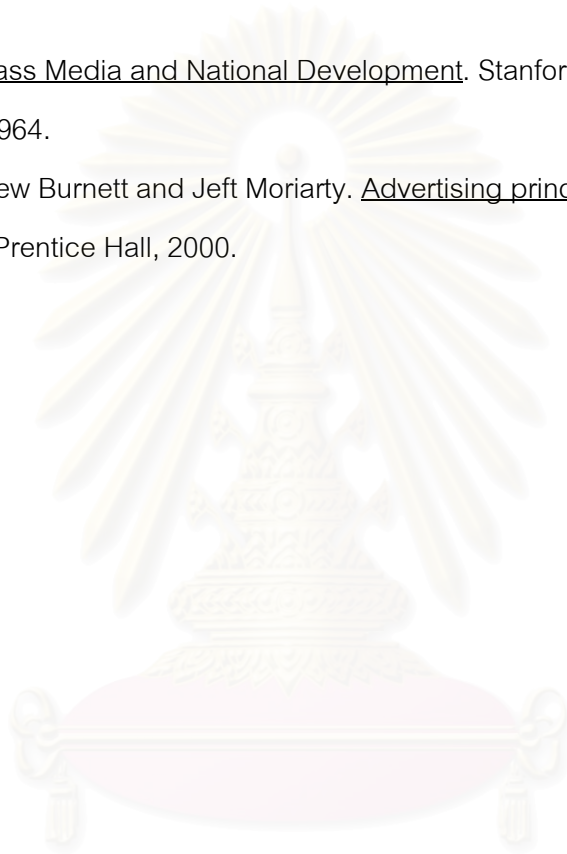 ass Media and National Development. Stanfor
964.
ew Burnett and Jeft Moriarty. Advertising princ
Prentice Hall, 2000.